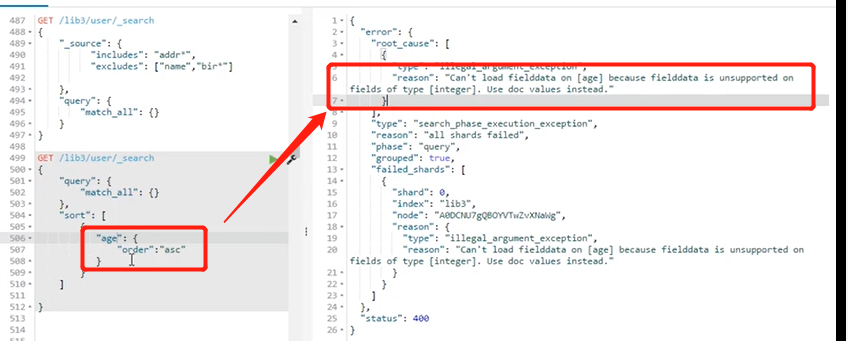 487 GET /lib3/user/_search
488 {
489 "_source": {
490 "includes": "addr*",
491 "excludes": ["name","bir*"]
492
493 },
494 "query": {
495 "match_all": {}
496 }
497 }
498
499 GET /lib3/user/_search
500 {
501 "query": {
502 "match_all": {}
503 },
504 "sort": [
505 {
506 "age": {
507 "order":"asc"
508 }
509 }
510 ]
511
512 }
513
514
515
1 {
2 "error": {
3 "root_cause": [
4 {
5 "type": "illegal_argument_exception",
6 "reason": "Can't load fielddata on [age] because fielddata is unsupported on
fields of type [integer]. Use doc values instead."
7 }
8 ],
9 "type": "search_phase_execution_exception",
10 "reason": "all shards failed",
11 "phase": "query",
12 "grouped": true,
13 "failed_shards": [
14 {
15 "shard": 0,
16 "index": "lib3",
17 "node": "A0DCNU7gQBOYVTwZvXNaWg",
18 "reason": {
19 "type": "illegal_argument_exception",
20 "reason": "Can't load fielddata on [age] because fielddata is unsupported on
fields of type [integer]. Use doc values instead."
21 }
22 }
23 ]
24 },
25 "status": 400
26 }